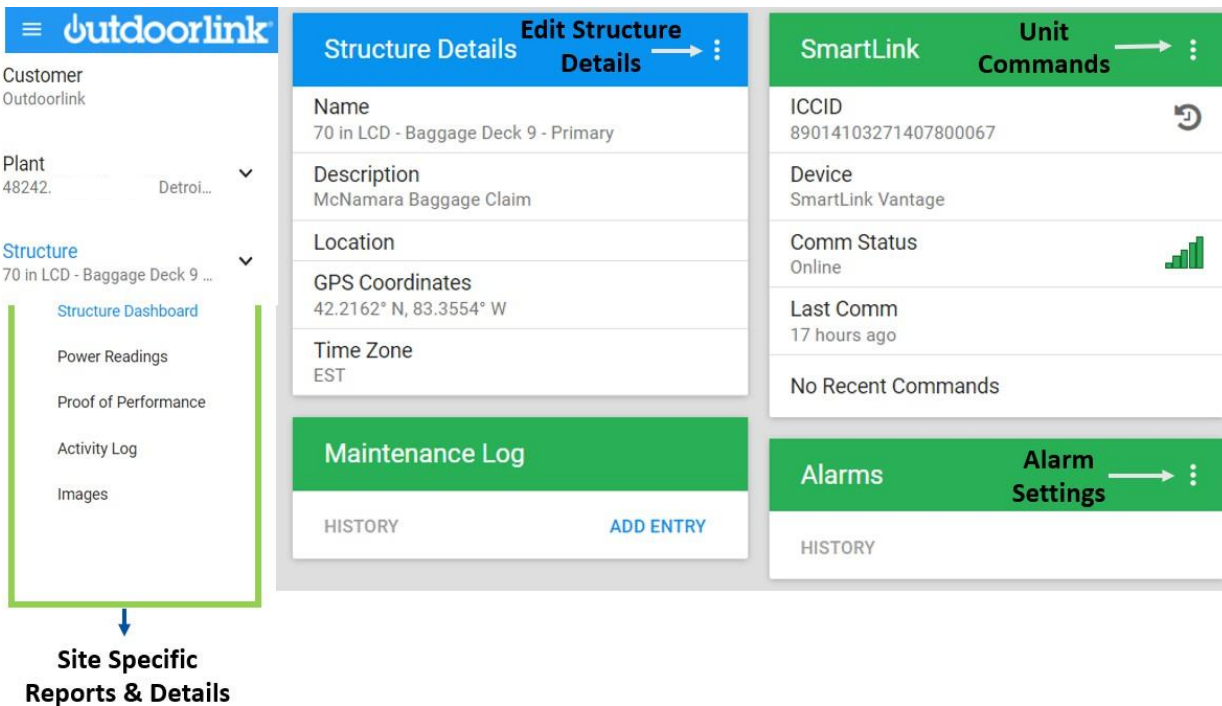 Outdoorlink
Customer
Outdoorlink
Plant
48242. Detroi...
Structure
70 in LCD - Baggage Deck 9 ...
Structure Dashboard
Power Readings
Proof of Performance
Activity Log
Images
Site Specific
Reports & Details
Structure Details
Edit Structure
Details
Name
70 in LCD - Baggage Deck 9 - Primary
Description
McNamara Baggage Claim
Location
GPS Coordinates
42.2162° N, 83.3554° W
Time Zone
EST
Maintenance Log
HISTORY ADD ENTRY
SmartLink
Unit
Commands
ICCID
89014103271407800067
Device
SmartLink Vantage
Comm Status
Online
Last Comm
17 hours ago
No Recent Commands
Alarms
Alarm
Settings
HISTORY